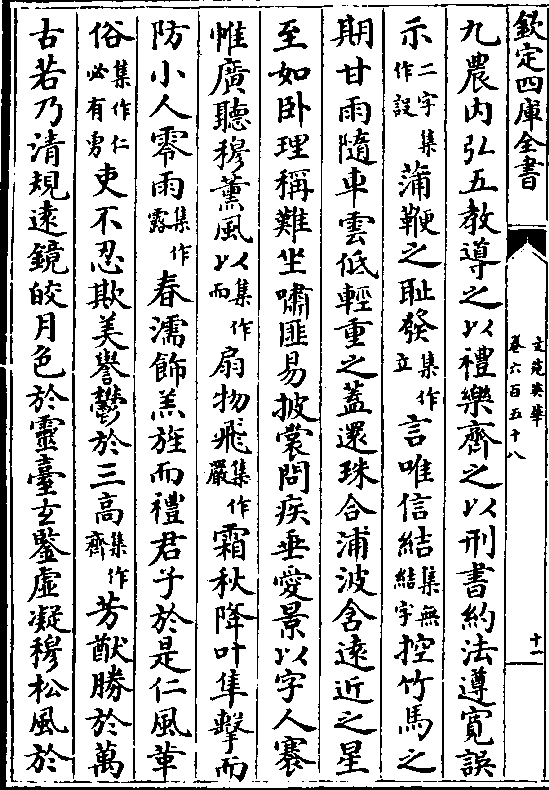 欽定四庫全書
文苑英華
卷六百五十八
十一
九農内弘五教導之以禮樂齊之以刑書約法遵寛誤
示二字集作設蒲鞭之耻發集作立言唯信結集無結字控竹馬之
期甘雨隨車雲低輕重之蓋還珠合浦波含遠近之星
至如卧理稱難坐嘯匪易披裳問疾垂愛景以字人褰
帷廣聽穆薫風以集作而扇物飛集作嚴霜秋降叶隼擊而
防小人零雨集作露春濡飾羔旌而禮君子於是仁風革
俗集作仁必有勇吏不忍欺美譽鬱於三高集作齊芳猷勝於萬
古若乃清規遠鏡皎月色於靈臺玄鑒虚凝穆松風於